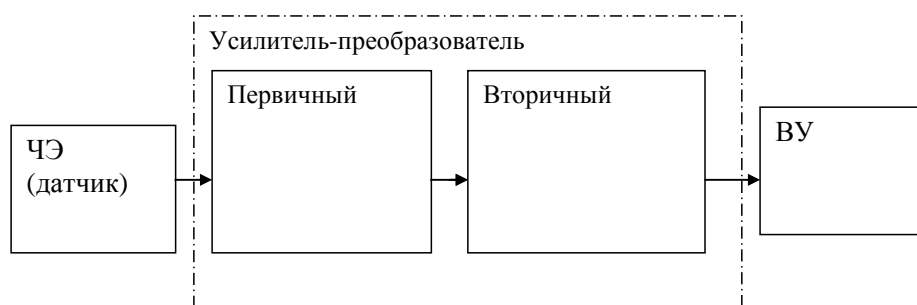 Усилитель-преобразователь
Первичный
Вторичный
ЧЭ
(датчик)
ВУ